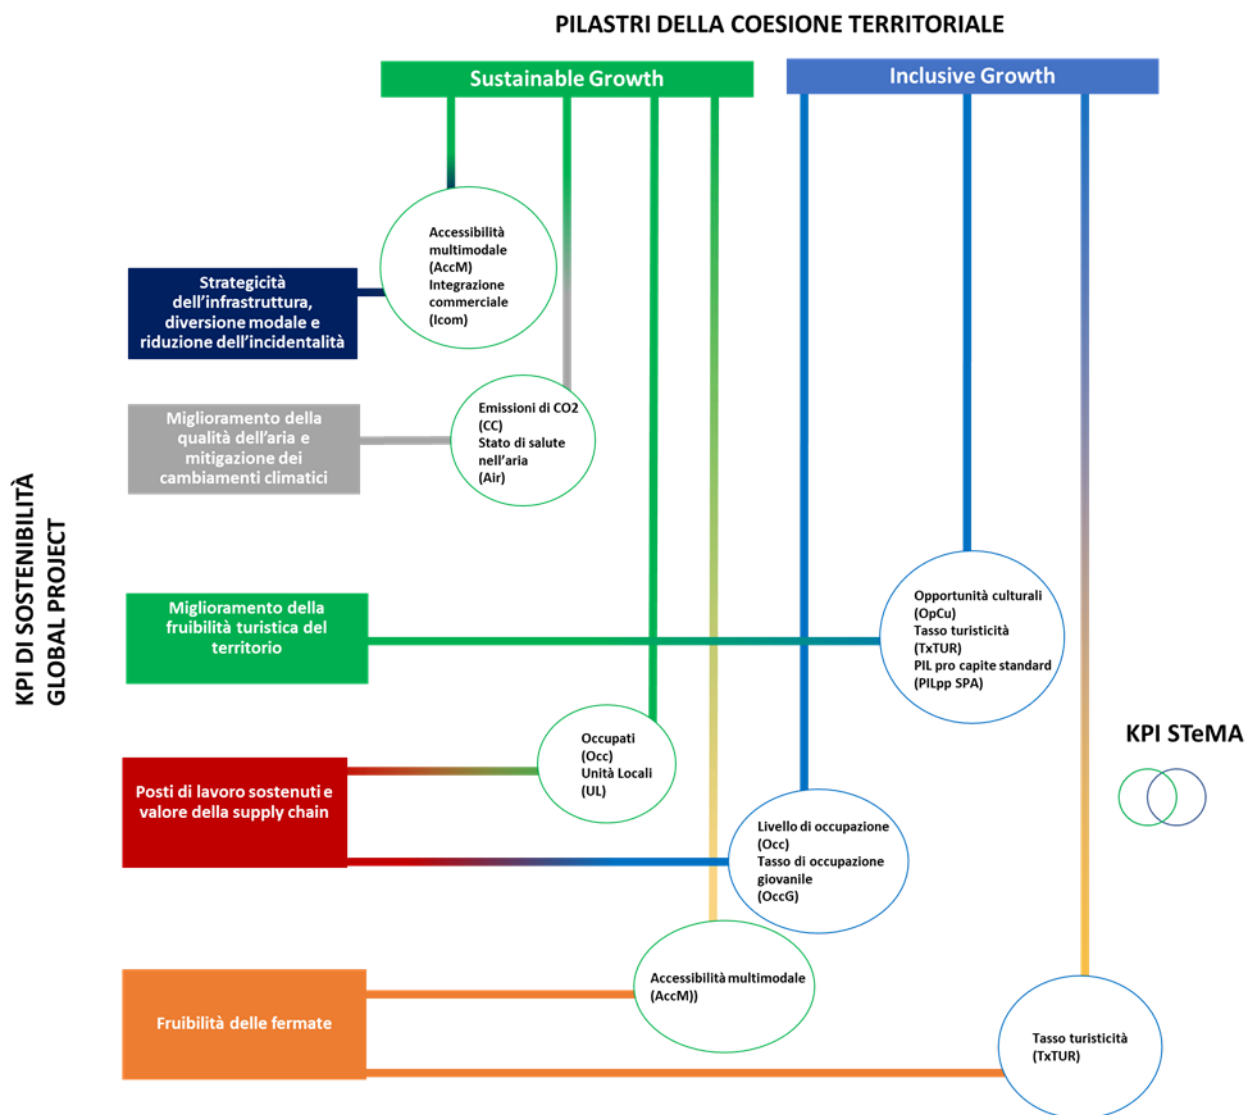 PILASTRI DELLA COESIONE TERRITORIALE
Sustainable Growth
Inclusive Growth
Accessibilità
multimodale
(AccM)
Integrazione
commerciale
(Icom)
Strategicità
dell'infrastruttura,
diversione modale e
riduzione dell'incidentalità
Emissioni di CO2
(CC)
Stato di salute
nell'aria
(Air)
Miglioramento della
qualità dell'aria e
mitigazione dei
cambiamenti climatici
KPI DI SOSTENIBILITÀ
GLOBAL PROJECT
Miglioramento della
fruibilità turistica del
territorio
Opportunità culturali
(OpCu)
Tasso turisticità
(TxTUR)
PIL pro capite standard
(PILpp SPA)
KPI STeMA
Occupati
(Occ)
Unità Locali
(UL)
Posti di lavoro sostenuti e
valore della supply chain
Livello di occupazione
(Occ)
Tasso di occupazione
giovanile
(OccG)
Accessibilità multimodale
(AccM))
Fruibilità delle fermate
Tasso turisticità
(TxTUR)